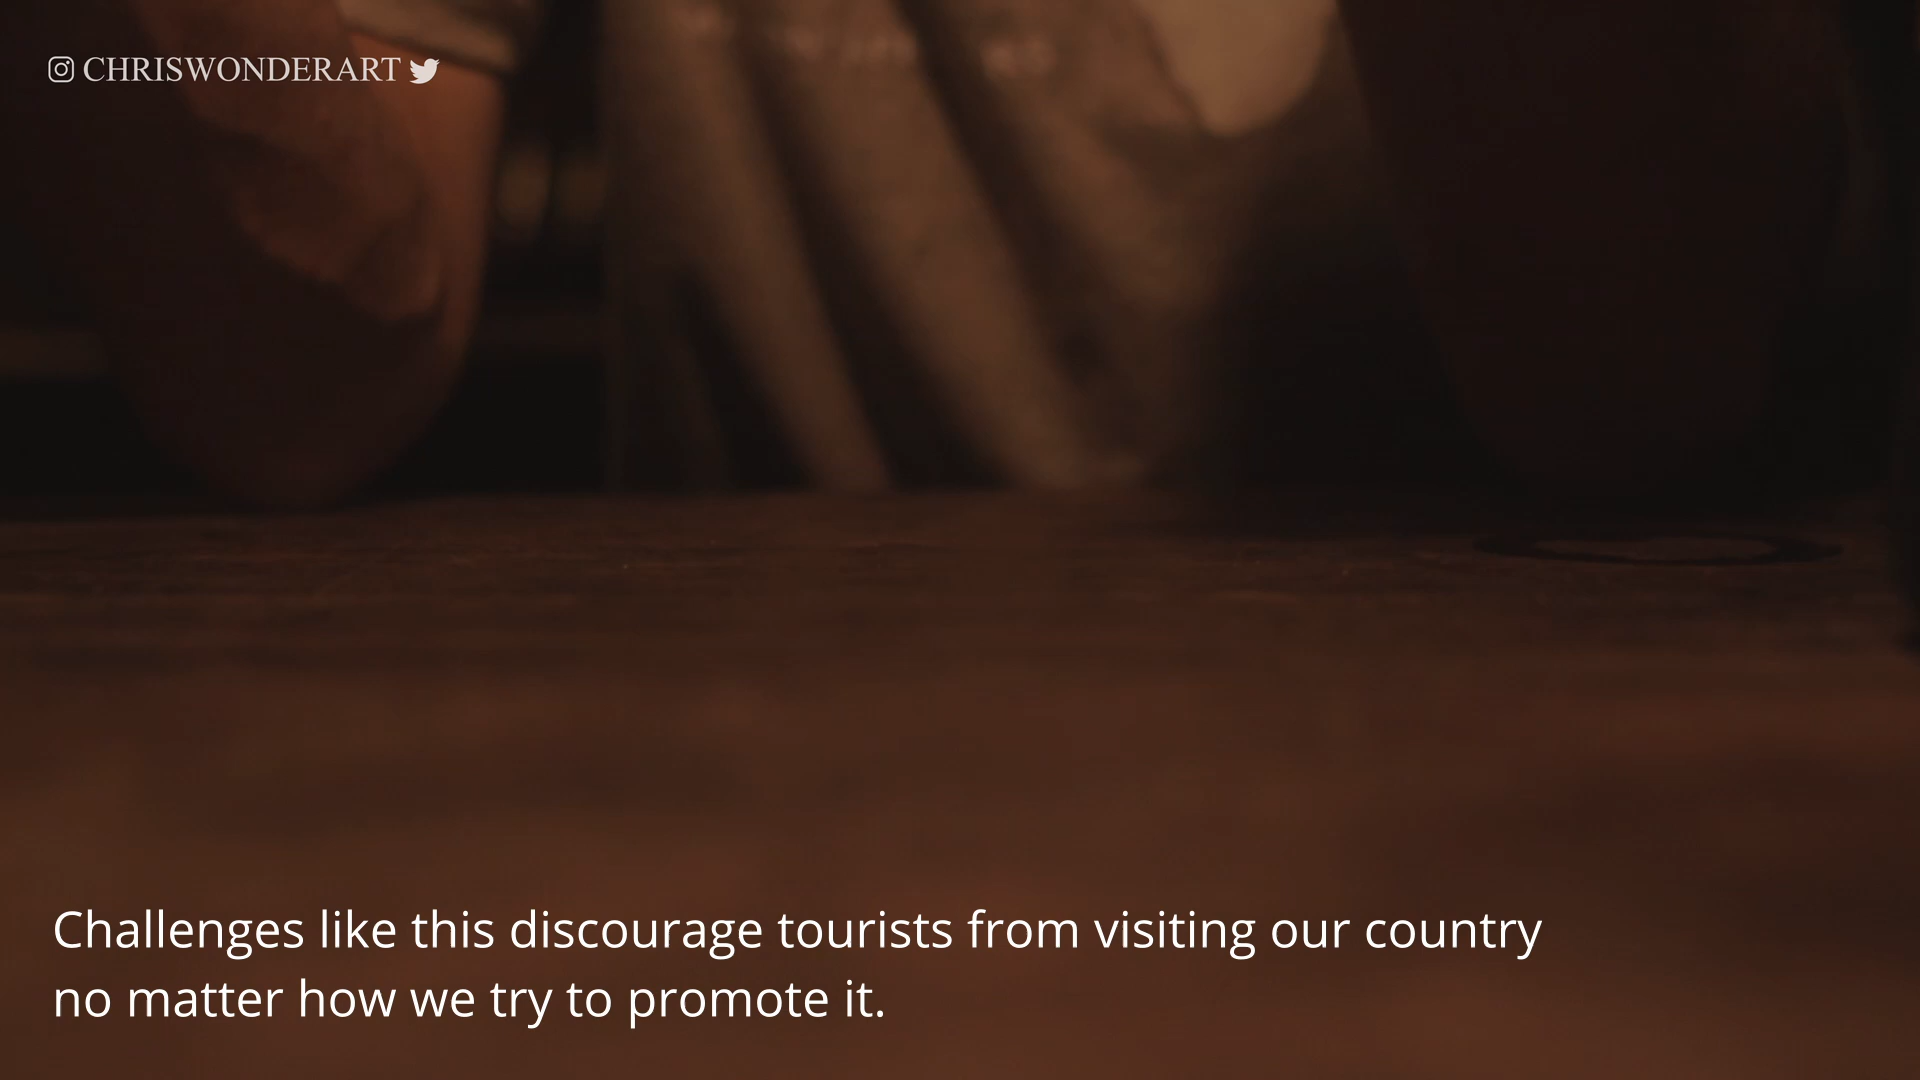 CHRISWONDERART
Challenges like this discourage tourists from visiting our country
no matter how we try to promote it.